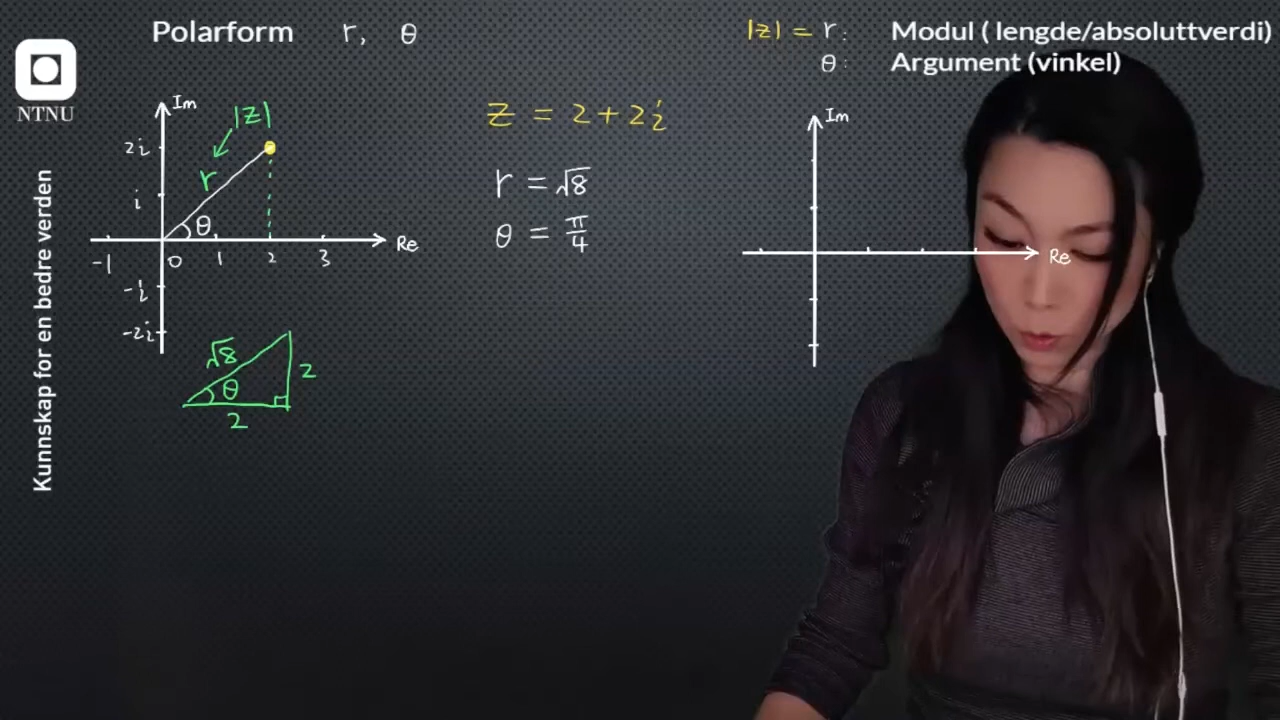 Polarform r, θ
|z| = r: Modul ( lengde/absoluttverdi)
θ: Argument (vinkel)
NTNU
Kunnskap for en bedre verden
Im
|z|
2i
r
i
θ
Re
-1 0 1 2 3
-i
-2i
√8
θ
2
2
z = 2 + 2i
r = √8
θ = π/4
Im
Re